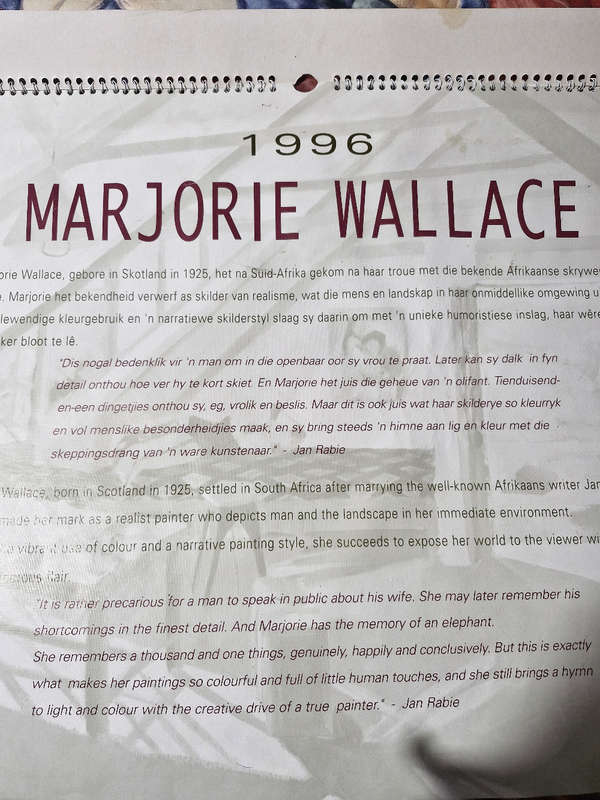 1996
MARJORIE WALLACE
orie Wallace, gebore in Skotland in 1925, het na Suid-Afrika gekom na haar troue met die bekende Afrikaanse skrywe
e. Marjorie het bekendheid verwerf as skilder van realisme, wat die mens en landskap in haar onmiddellike omgewing u
lewendige kleurgebruik en 'n narratiewe skilderstyl slaag sy daarin om met 'n unieke humoristiese inslag, haar wêre
ker bloot te lê.
"Dis nogal bedenklik vir 'n man om in die openbaar oor sy vrou te praat. Later kan sy dalk in fyn
detail onthou hoe ver hy te kort skiet. En Marjorie het juis die geheue van 'n olifant. Tienduisend-
en-een dingetjies onthou sy, eg, vrolik en beslis. Maar dit is ook juis wat haar skilderye so kleurryk
en vol menslike besonderheidjies maak, en sy bring steeds 'n himne aan lig en kleur met die
skeppingsdrang van 'n ware kunstenaar." - Jan Rabie
Wallace, born in Scotland in 1925, settled in South Africa after marrying the well-known Afrikaans writer Jan
made her mark as a realist painter who depicts man and the landscape in her immediate environment.
use of colour and a narrative painting style, she succeeds to expose her world to the viewer wi
flair.
"It is rather precarious for a man to speak in public about his wife. She may later remember his
shortcomings in the finest detail. And Marjorie has the memory of an elephant.
She remembers a thousand and one things, genuinely, happily and conclusively. But this is exactly
what makes her paintings so colourful and full of little human touches, and she still brings a hymn
to light and colour with the creative drive of a true painter." - Jan Rabie